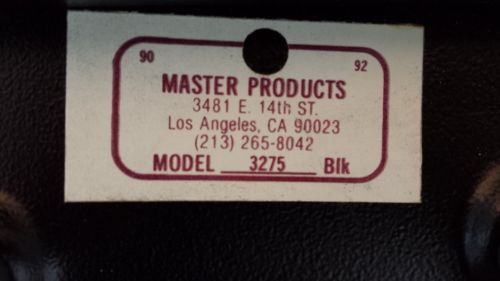 90 92
MASTER PRODUCTS
3481 E. 14th ST.
Los Angeles, CA 90023
(213) 265-8042
MODEL 3275 Blk